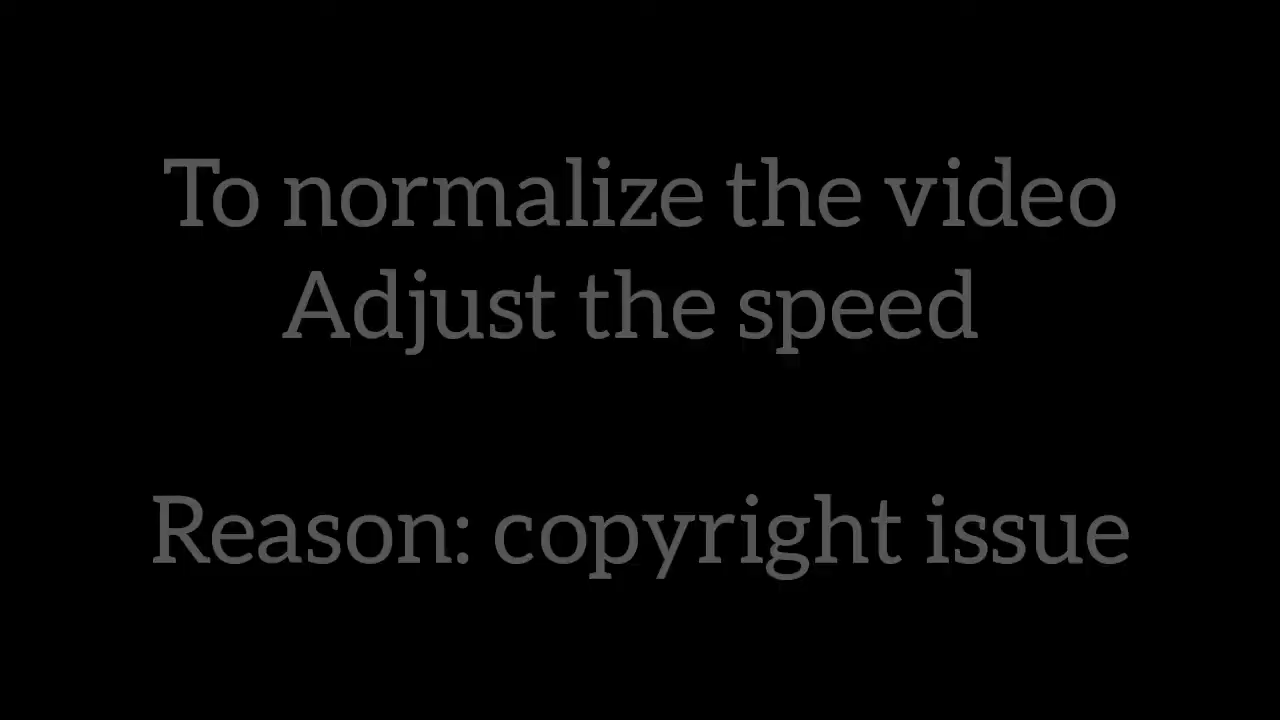 To normalize the video
Adjust the speed
Reason: copyright issue